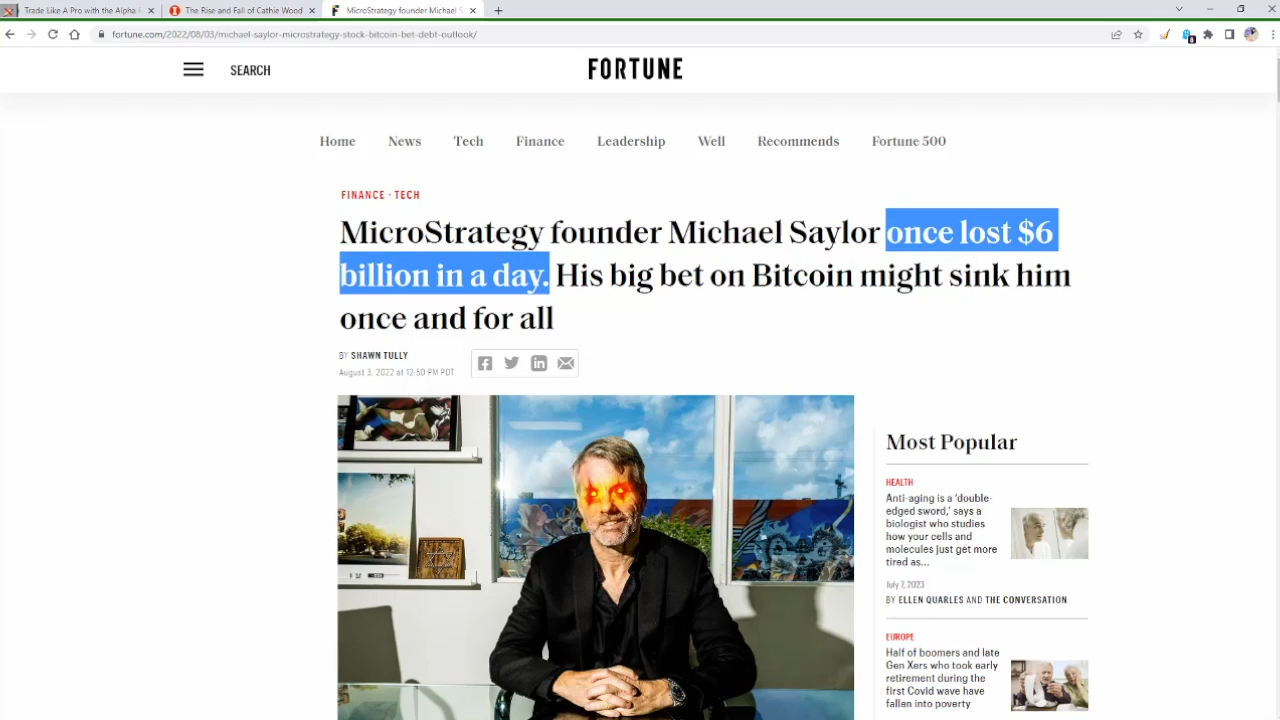 Trade Like A Pro with the Alpha
The Rise and Fall of Cathie Wood
MicroStrategy founder Michael S
fortune.com/2022/08/03/michael-saylor-microstrategy-stock-bitcoin-bet-debt-outlook/
SEARCH
FORTUNE
Home News Tech Finance Leadership Well Recommends Fortune 500
FINANCE · TECH
MicroStrategy founder Michael Saylor once lost $6
billion in a day. His big bet on Bitcoin might sink him
once and for all
BY SHAWN TULLY
August 3, 2022 at 12:50 PM PDT
Most Popular
HEALTH
Anti-aging is a ‘double-
edged sword,’ says a
biologist who studies
how your cells and
molecules just get more
tired as...
July 7, 2023
BY ELLEN QUARLES AND THE CONVERSATION
EUROPE
Half of boomers and late
Gen Xers who took early
retirement during the
first Covid wave have
fallen into poverty